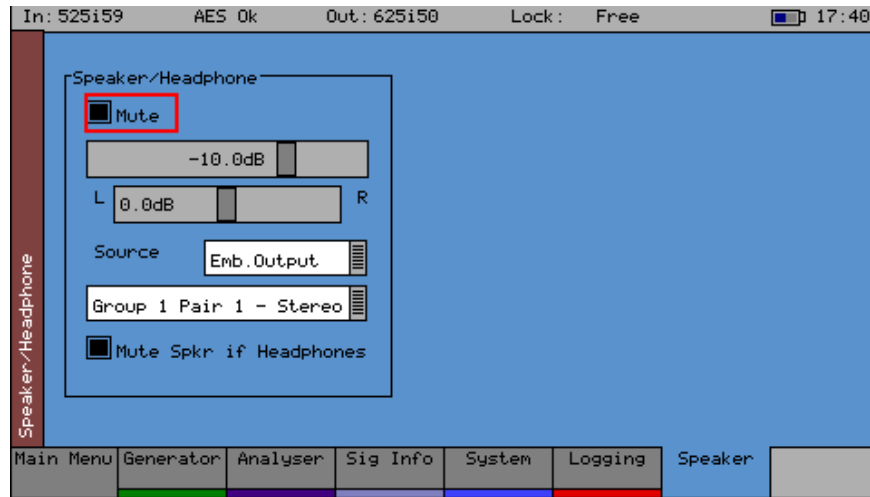 In: 525i59 AES Ok Out: 625i50 Lock: Free 17:40
Speaker/Headphone
Speaker/Headphone
Mute
-10.0dB
L 0.0dB R
Source Emb.Output
Group 1 Pair 1 - Stereo
Mute Spkr if Headphones
Main Menu Generator Analyser Sig Info System Logging Speaker